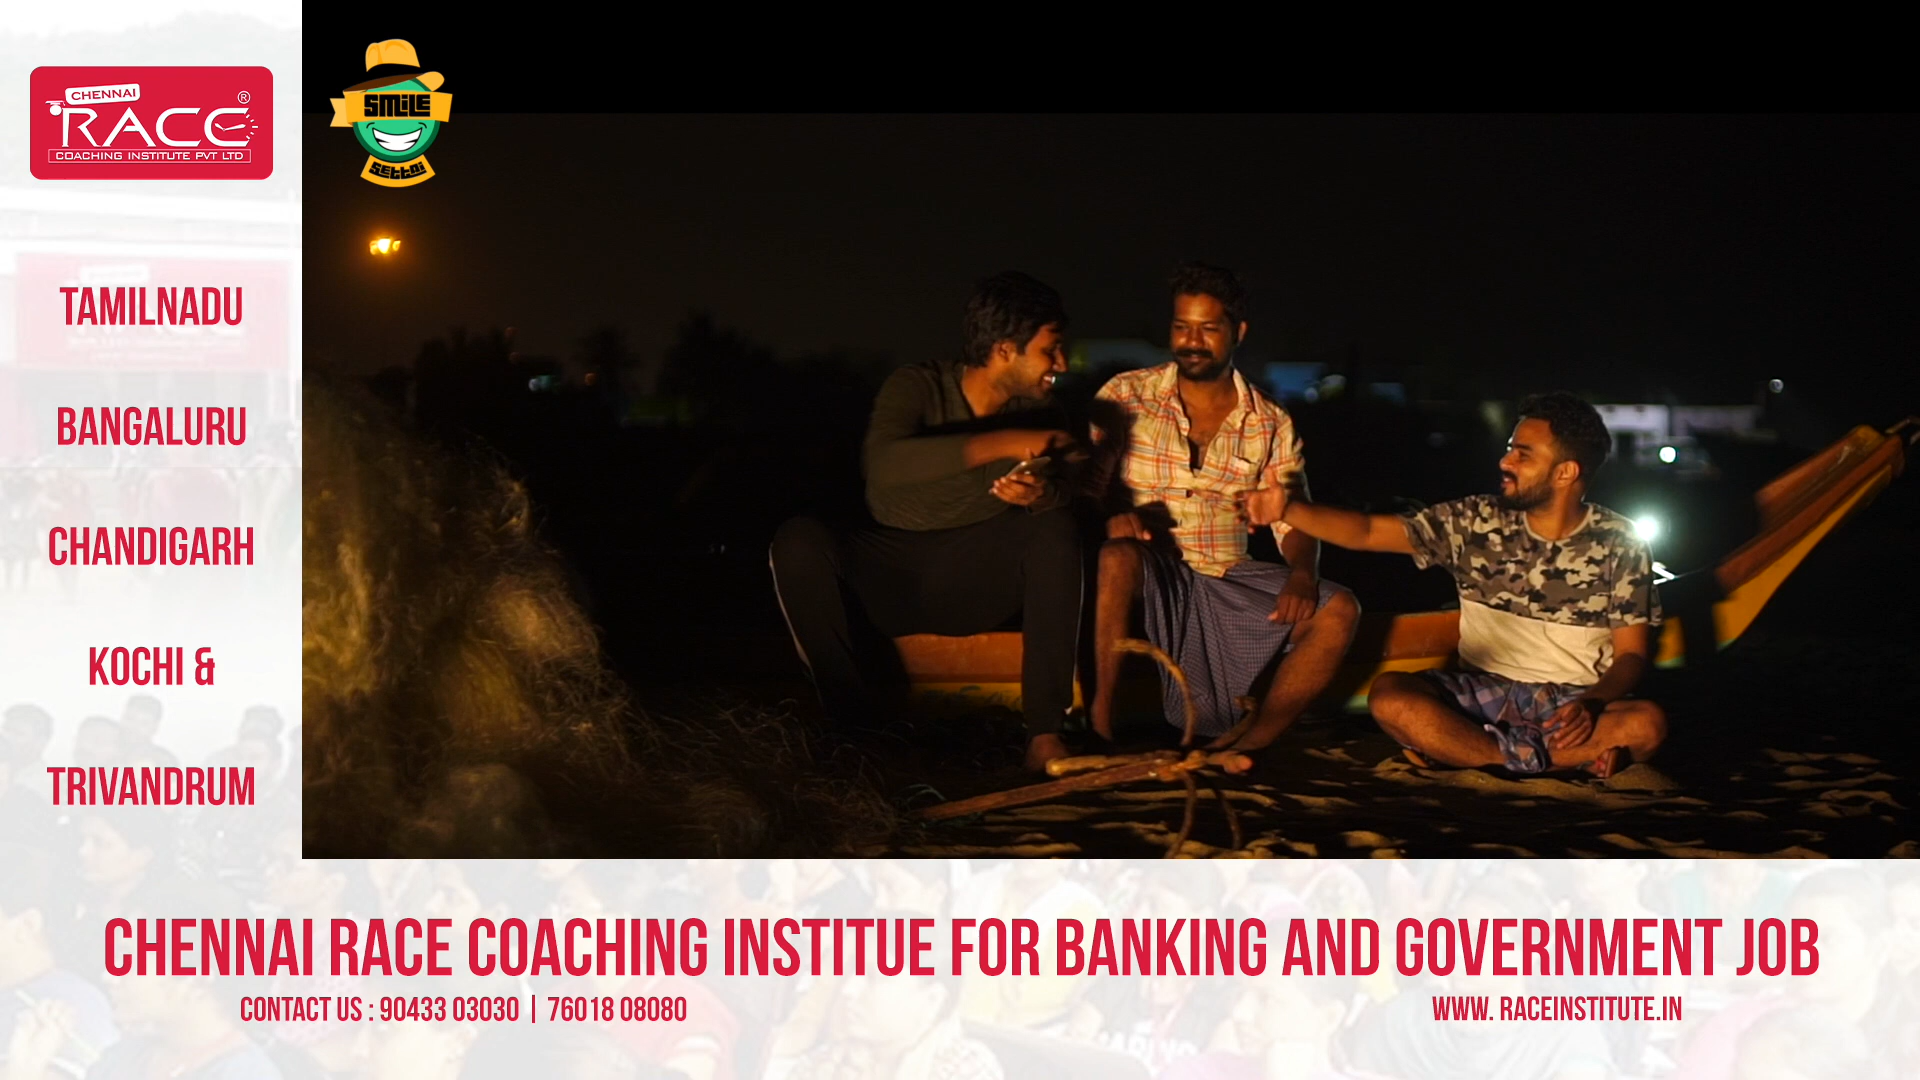 CHENNAI
RACE ®
COACHING INSTITUTE PVT LTD
SMiLE
SETTAI
TAMILNADU
BANGALURU
CHANDIGARH
KOCHI &
TRIVANDRUM
CHENNAI RACE COACHING INSTITUE FOR BANKING AND GOVERNMENT JOB
CONTACT US : 90433 03030 | 76018 08080
WWW. RACEINSTITUTE.IN